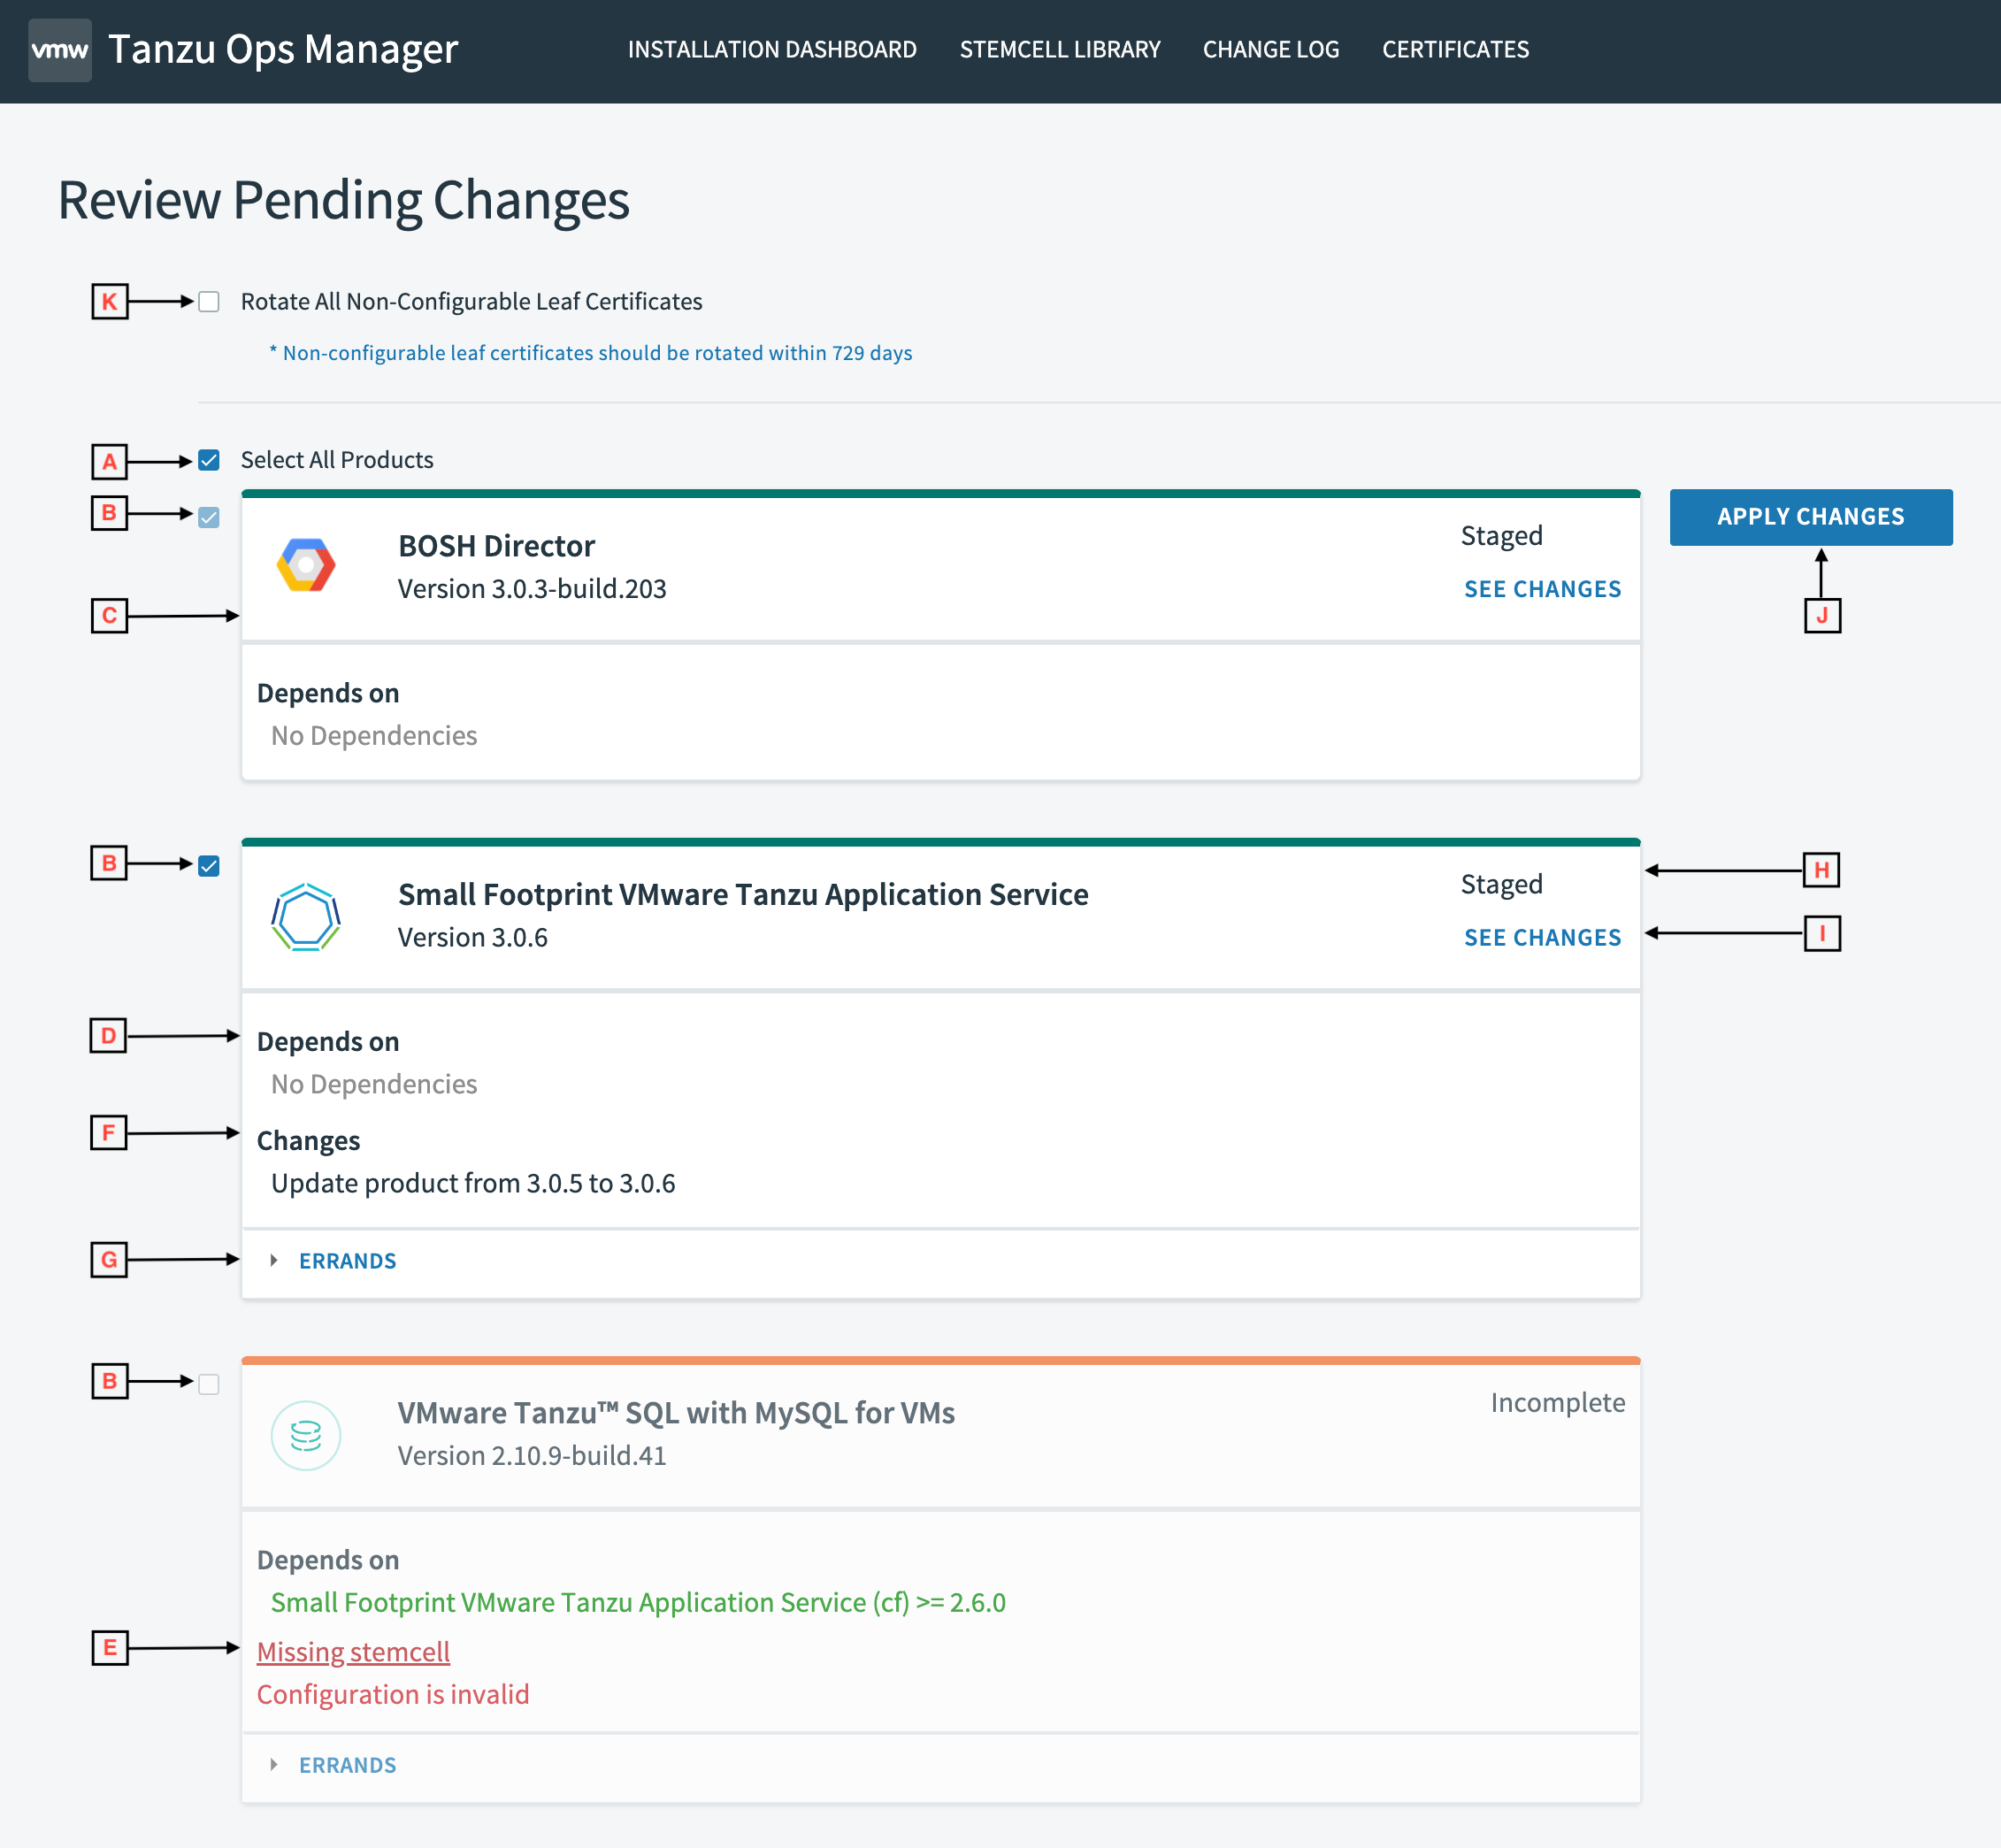 vmw Tanzu Ops Manager INSTALLATION DASHBOARD STEMCELL LIBRARY CHANGE LOG CERTIFICATES
Review Pending Changes
K Rotate All Non-Configurable Leaf Certificates
* Non-configurable leaf certificates should be rotated within 729 days
A Select All Products
B
BOSH Director Staged APPLY CHANGES
Version 3.0.3-build.203 SEE CHANGES
C J
Depends on
No Dependencies
B H
Small Footprint VMware Tanzu Application Service Staged
Version 3.0.6 SEE CHANGES I
D Depends on
No Dependencies
F Changes
Update product from 3.0.5 to 3.0.6
G ERRANDS
B
VMware Tanzu™ SQL with MySQL for VMs Incomplete
Version 2.10.9-build.41
Depends on
Small Footprint VMware Tanzu Application Service (cf) >= 2.6.0
E Missing stemcell
Configuration is invalid
ERRANDS